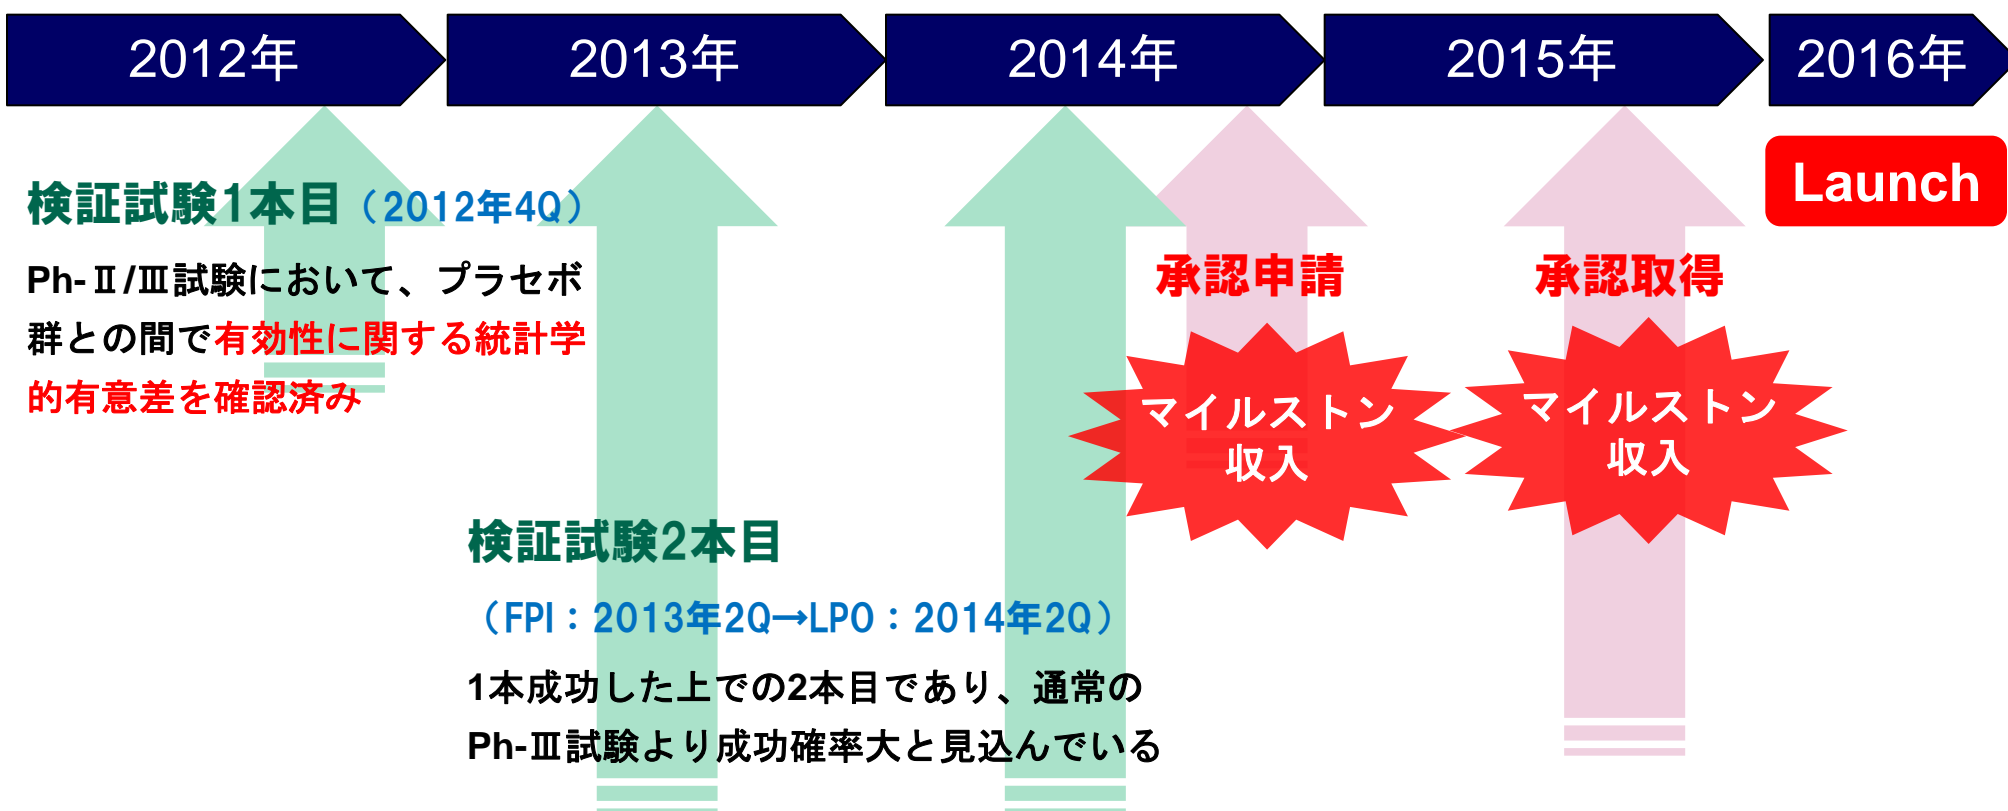 2012年
2013年
2014年
2015年
2016年
Launch
検証試験1本目（2012年4Q）
Ph-Ⅱ/Ⅲ試験において、プラセボ
群との間で有効性に関する統計学
的有意差を確認済み
承認申請
マイルストン
収入
承認取得
マイルストン
収入
検証試験2本目
（FPI：2013年2Q→LPO：2014年2Q）
1本成功した上での2本目であり、通常の
Ph-Ⅲ試験より成功確率大と見込んでいる